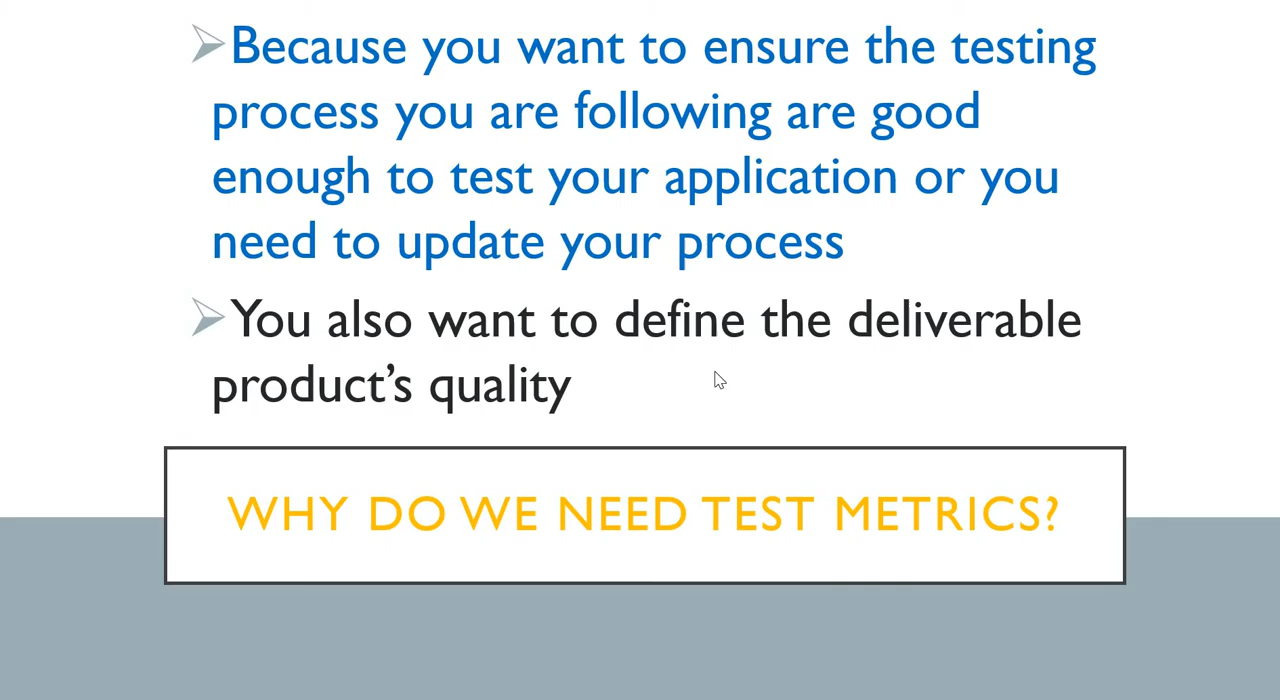 Because you want to ensure the testing
process you are following are good
enough to test your application or you
need to update your process
You also want to define the deliverable
product’s quality
WHY DO WE NEED TEST METRICS?